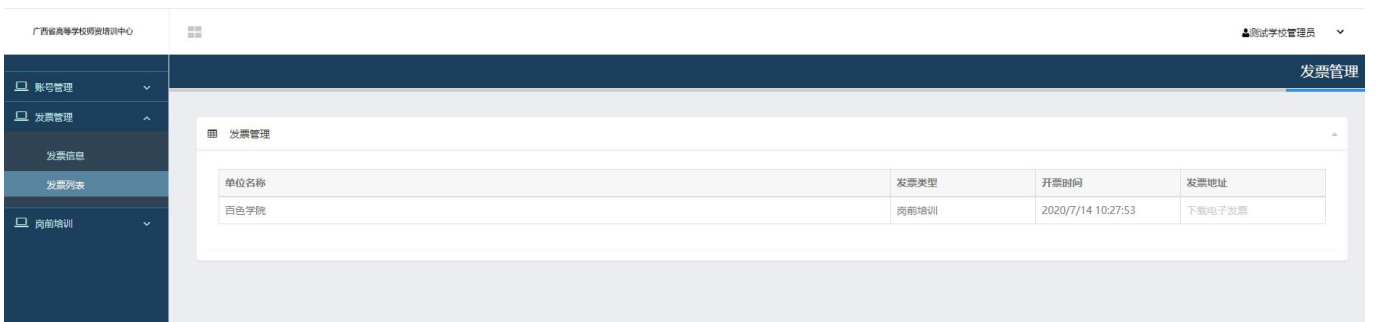 广西省高等学校师资培训中心
测试学校管理员
发票管理
账号管理
发票管理
发票信息
发票列表
岗前培训
发票管理
单位名称 发票类型 开票时间 发票地址
百色学院 岗前培训 2020/7/14 10:27:53 下载电子发票